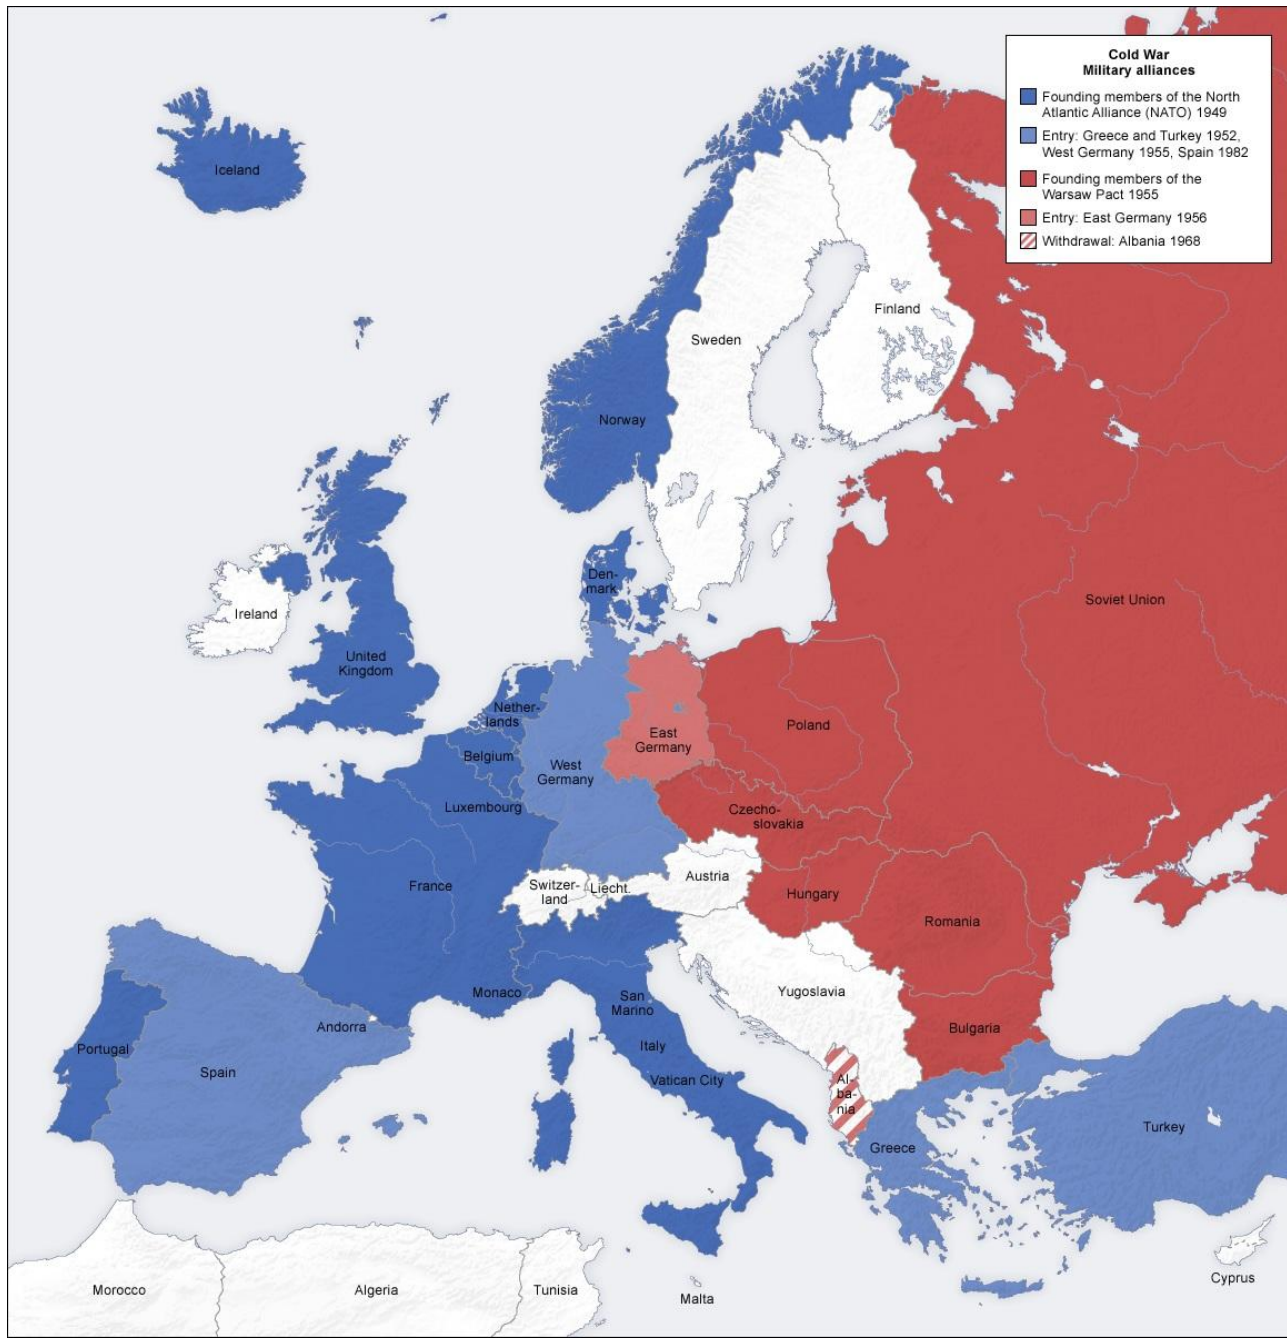 Cold War
Military alliances
Founding members of the North
Atlantic Alliance (NATO) 1949
Entry: Greece and Turkey 1952,
West Germany 1955, Spain 1982
Founding members of the
Warsaw Pact 1955
Entry: East Germany 1956
Withdrawal: Albania 1968
Iceland
Finland
Sweden
Norway
Den-
mark
Soviet Union
Ireland
United
Kingdom
Nether-
lands
Poland
East
Germany
Belgium
West
Germany
Luxembourg
Czecho-
slovakia
Austria
France
Switzer-
land
Liecht.
Hungary
Romania
Monaco
San
Marino
Yugoslavia
Andorra
Bulgaria
Portugal
Italy
Spain
Vatican City
Al-
ba-
nia
Turkey
Greece
Morocco
Algeria
Tunisia
Malta
Cyprus